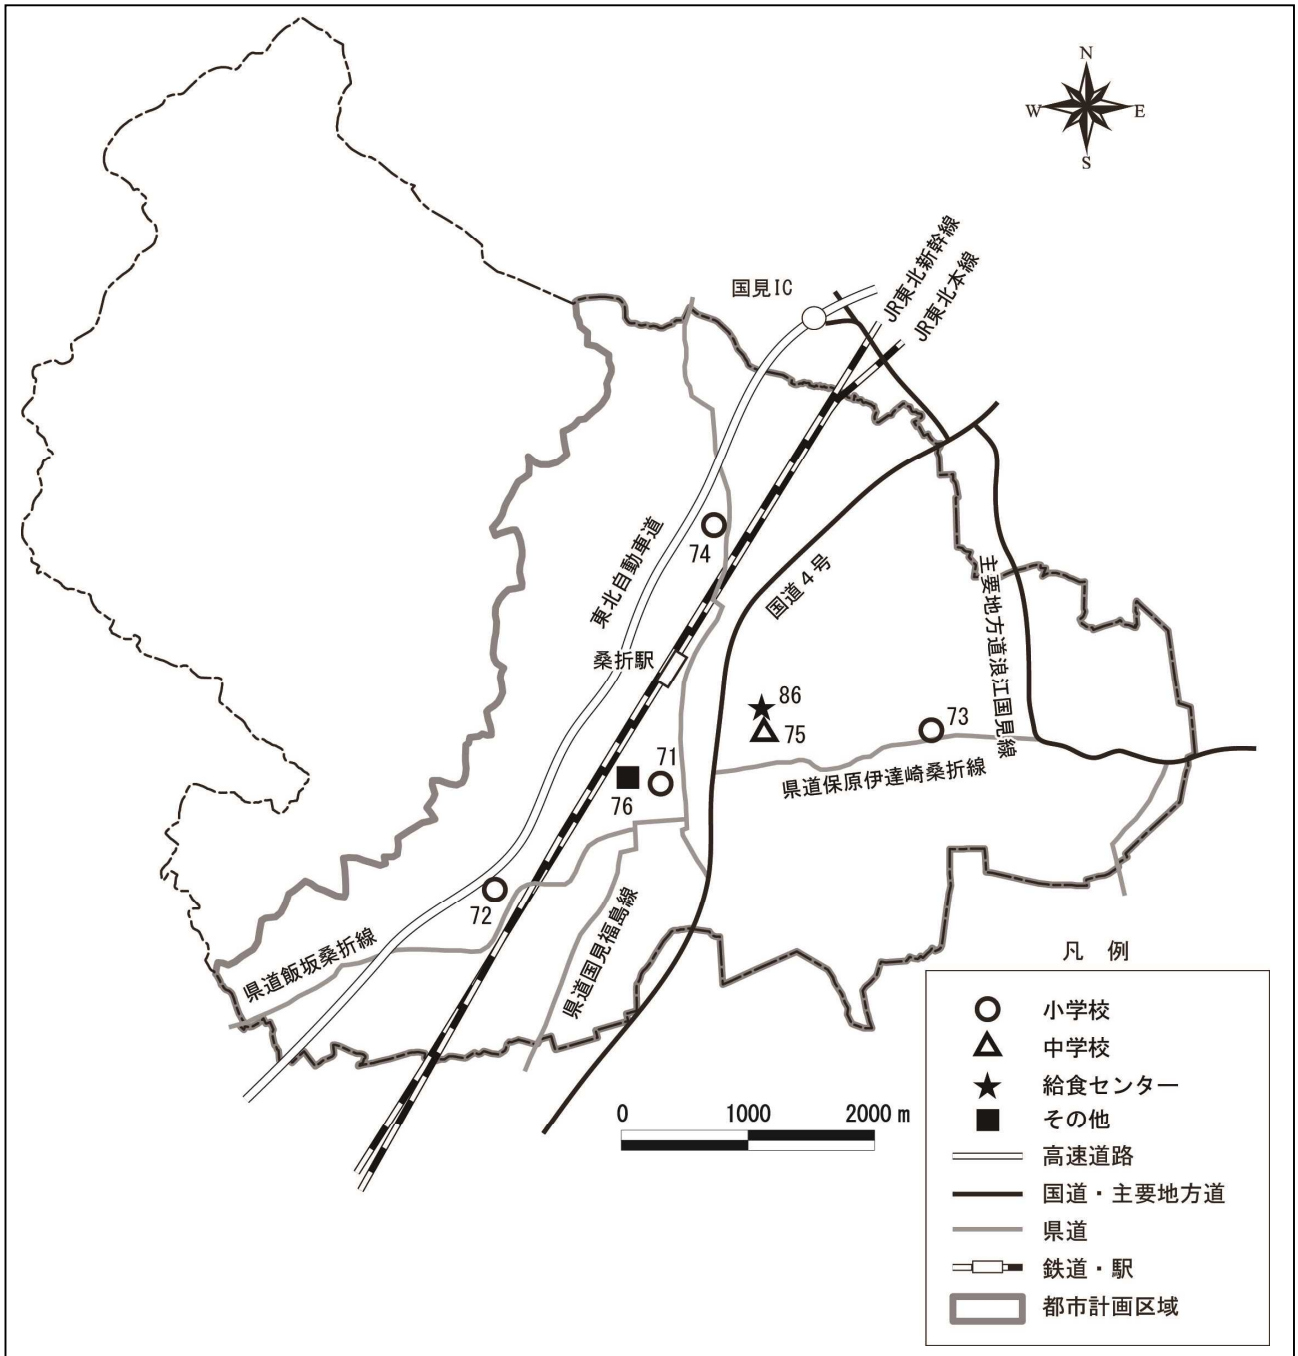 N
W
E
S
国見IC
JR東北新幹線
JR東北本線
74
東北自動車道
国道4号
主要地方道浪江国見線
桑折駅
86
75
73
71
76
県道保原伊達崎桑折線
72
県道飯坂桑折線
県道国見福島線
0 1000 2000 m
凡 例
小学校
中学校
給食センター
その他
高速道路
国道・主要地方道
県道
鉄道・駅
都市計画区域